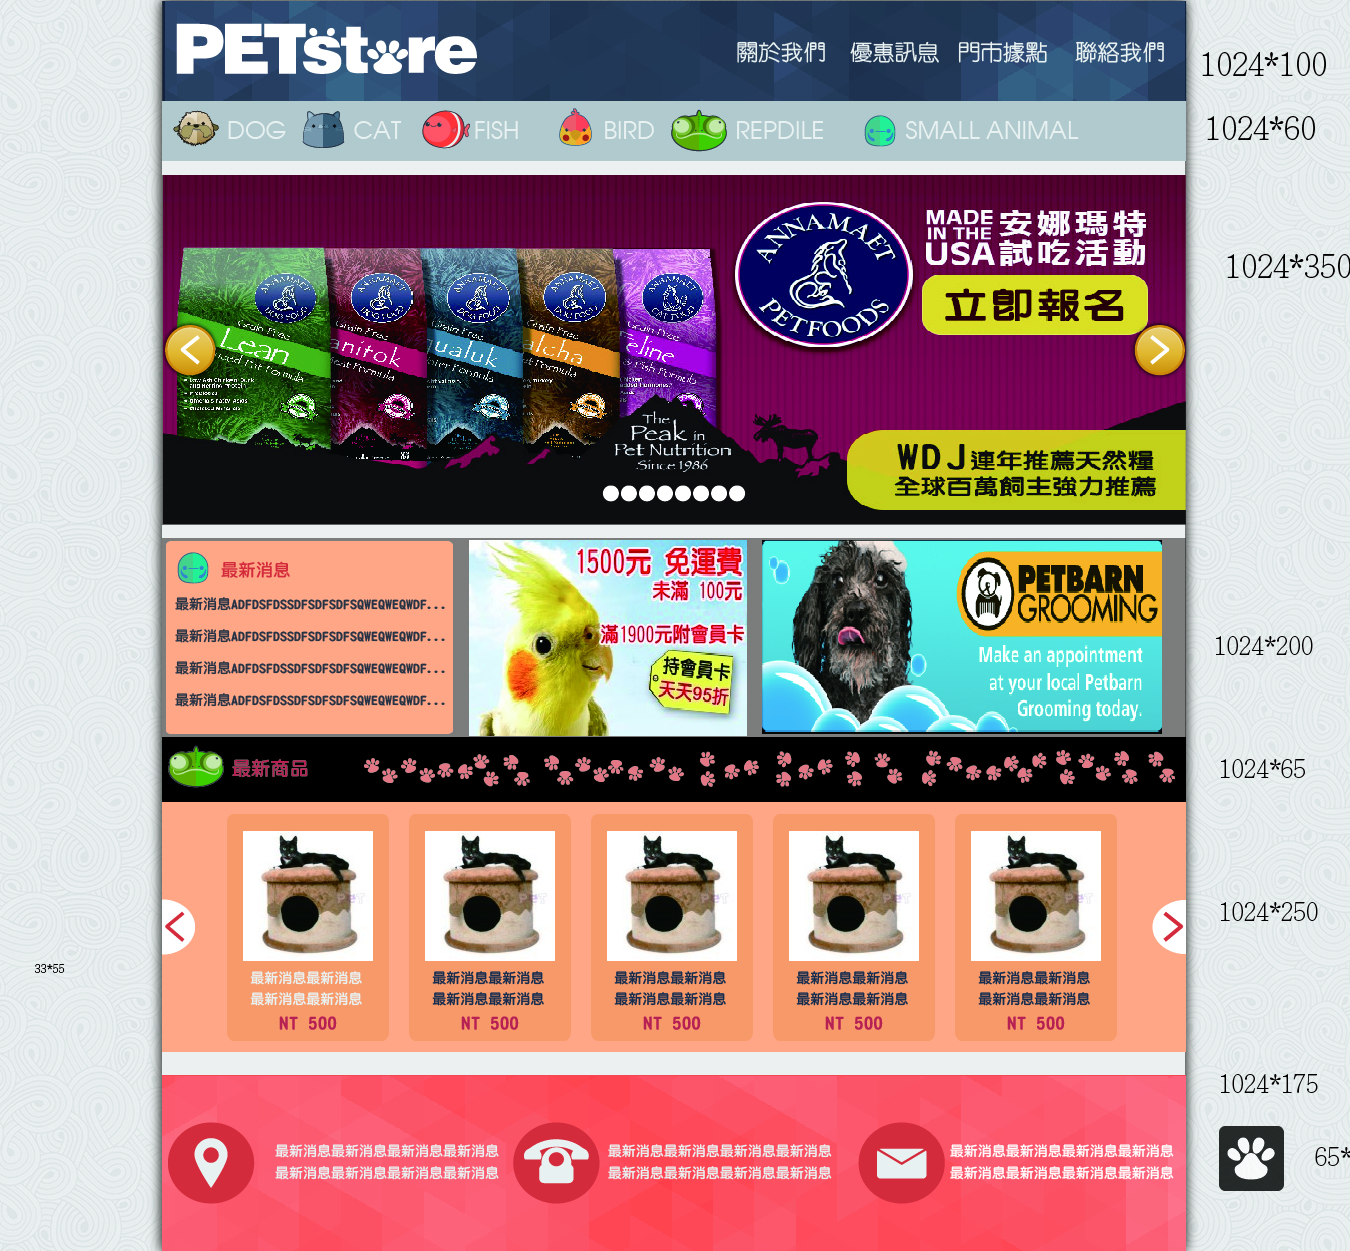 PETstore
關於我們 優惠訊息 門市據點 聯絡我們
1024*100
DOG CAT FISH BIRD REPDILE SMALL ANIMAL
1024*60
ANNAMAET
PETFOODS
MADE
IN THE
USA
安娜瑪特
試吃活動
立即報名
1024*350
Grain Free
Lean
Grain Free
anitok
Grain Free
qualuk
Grain Free
alcha
Grain Free
Feline
The
Peak in
Pet Nutrition
Since 1986
WDJ連年推薦天然糧
全球百萬飼主強力推薦
最新消息
最新消息ADFDSFDSSDFSDFSDFSQWEQWEQWDF...
最新消息ADFDSFDSSDFSDFSDFSQWEQWEQWDF...
最新消息ADFDSFDSSDFSDFSDFSQWEQWEQWDF...
最新消息ADFDSFDSSDFSDFSDFSQWEQWEQWDF...
1500元 免運費
未滿 100元
滿1900元附會員卡
持會員卡
天天95折
PETBARN
GROOMING
Make an appointment
at your local Petbarn
Grooming today.
1024*200
最新商品
1024*65
最新消息最新消息
最新消息最新消息
NT 500
最新消息最新消息
最新消息最新消息
NT 500
最新消息最新消息
最新消息最新消息
NT 500
最新消息最新消息
最新消息最新消息
NT 500
最新消息最新消息
最新消息最新消息
NT 500
1024*250
33*55
1024*175
最新消息最新消息最新消息最新消息
最新消息最新消息最新消息最新消息
最新消息最新消息最新消息最新消息
最新消息最新消息最新消息最新消息
最新消息最新消息最新消息最新消息
最新消息最新消息最新消息最新消息
65*